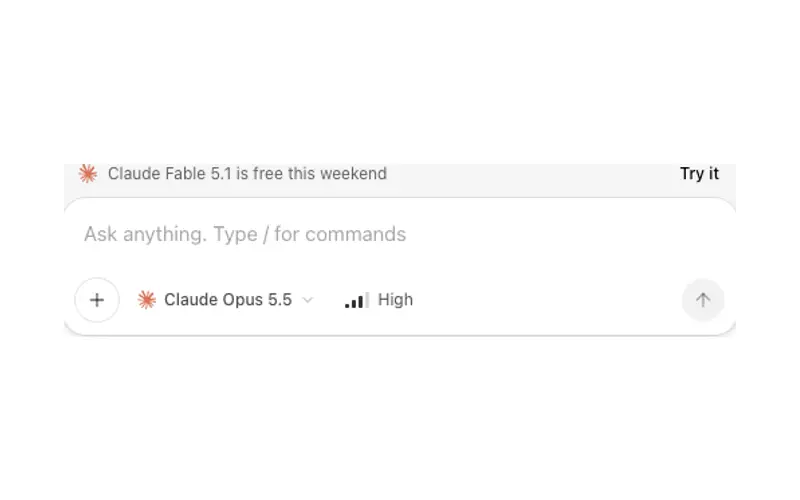 Claude Fable 5.1 is free this weekend Try it
Ask anything. Type / for commands
Claude Opus 5.5 High